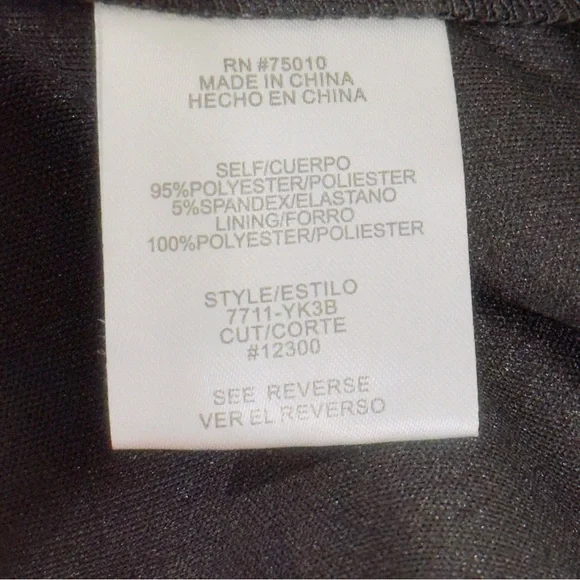 RN #75010
MADE IN CHINA
HECHO EN CHINA
SELF/CUERPO
95%POLYESTER/POLIESTER
5%SPANDEX/ELASTANO
LINING/FORRO
100%POLYESTER/POLIESTER
STYLE/ESTILO
7711-YK3B
CUT/CORTE
#12300
SEE REVERSE
VER EL REVERSO